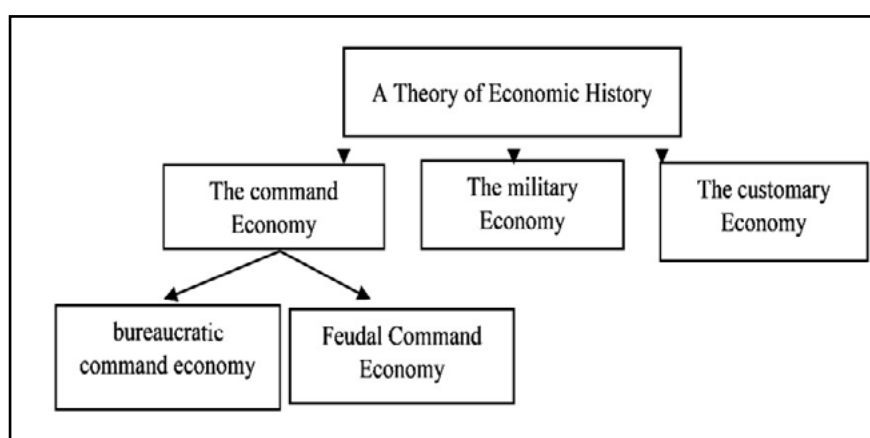 A Theory of Economic History
The command
Economy
The military
Economy
The customary
Economy
bureaucratic
command economy
Feudal Command
Economy